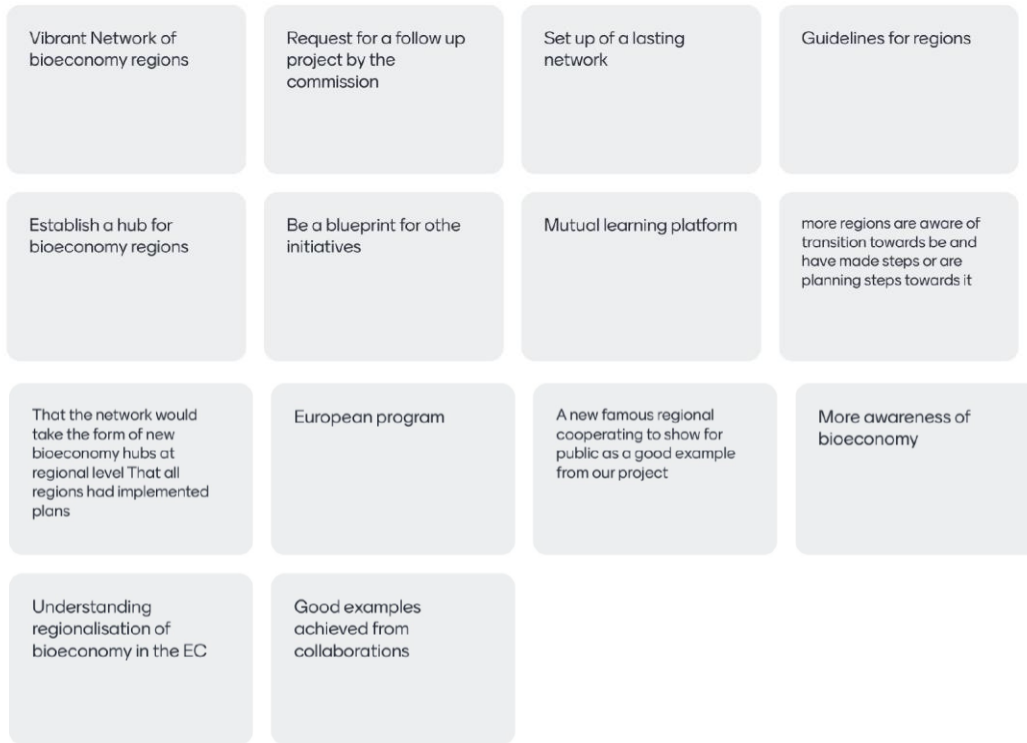 Vibrant Network of
bioeconomy regions
Request for a follow up
project by the
commission
Set up of a lasting
network
Guidelines for regions
Establish a hub for
bioeconomy regions
Be a blueprint for othe
initiatives
Mutual learning platform
more regions are aware of
transition towards be and
have made steps or are
planning steps towards it
That the network would
take the form of new
bioeconomy hubs at
regional level That all
regions had implemented
plans
European program
A new famous regional
cooperating to show for
public as a good example
from our project
More awareness of
bioeconomy
Understanding
regionalisation of
bioeconomy in the EC
Good examples
achieved from
collaborations